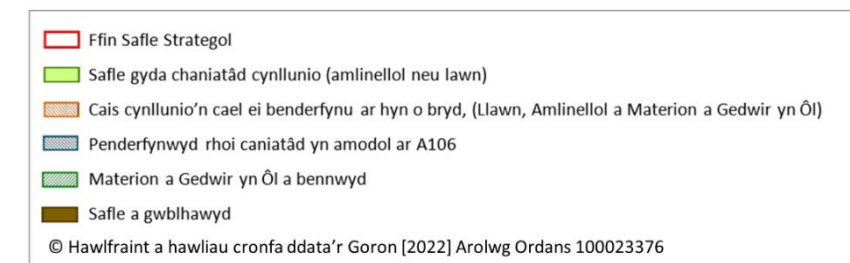 Ffin Safle Strategol
Safle gyda chaniatâd cynllunio (amlinellol neu lawn)
Cais cynllunio'n cael ei benderfynu ar hyn o bryd, (Llawn, Amlinellol a Materion a Gedwir yn Ôl)
Penderfynwyd rhoi caniatâd yn amodol ar A106
Materion a Gedwir yn Ôl a bennwyd
Safle a gwblhawyd
© Hawlfraint a hawliau cronfa ddata'r Goron [2022] Arolwg Ordans 100023376